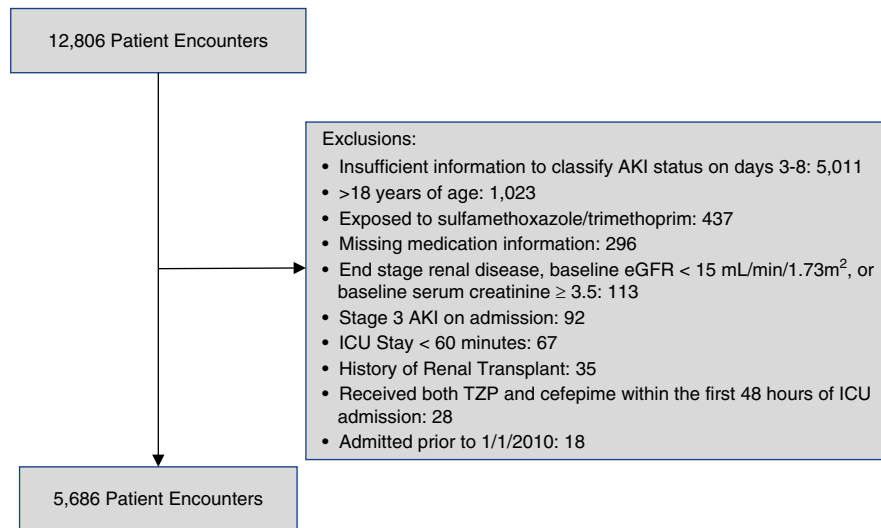 12,806 Patient Encounters
Exclusions:
• Insufficient information to classify AKI status on days 3-8: 5,011
• >18 years of age: 1,023
• Exposed to sulfamethoxazole/trimethoprim: 437
• Missing medication information: 296
• End stage renal disease, baseline eGFR < 15 mL/min/1.73m², or
baseline serum creatinine ≥ 3.5: 113
• Stage 3 AKI on admission: 92
• ICU Stay < 60 minutes: 67
• History of Renal Transplant: 35
• Received both TZP and cefepime within the first 48 hours of ICU
admission: 28
• Admitted prior to 1/1/2010: 18
5,686 Patient Encounters